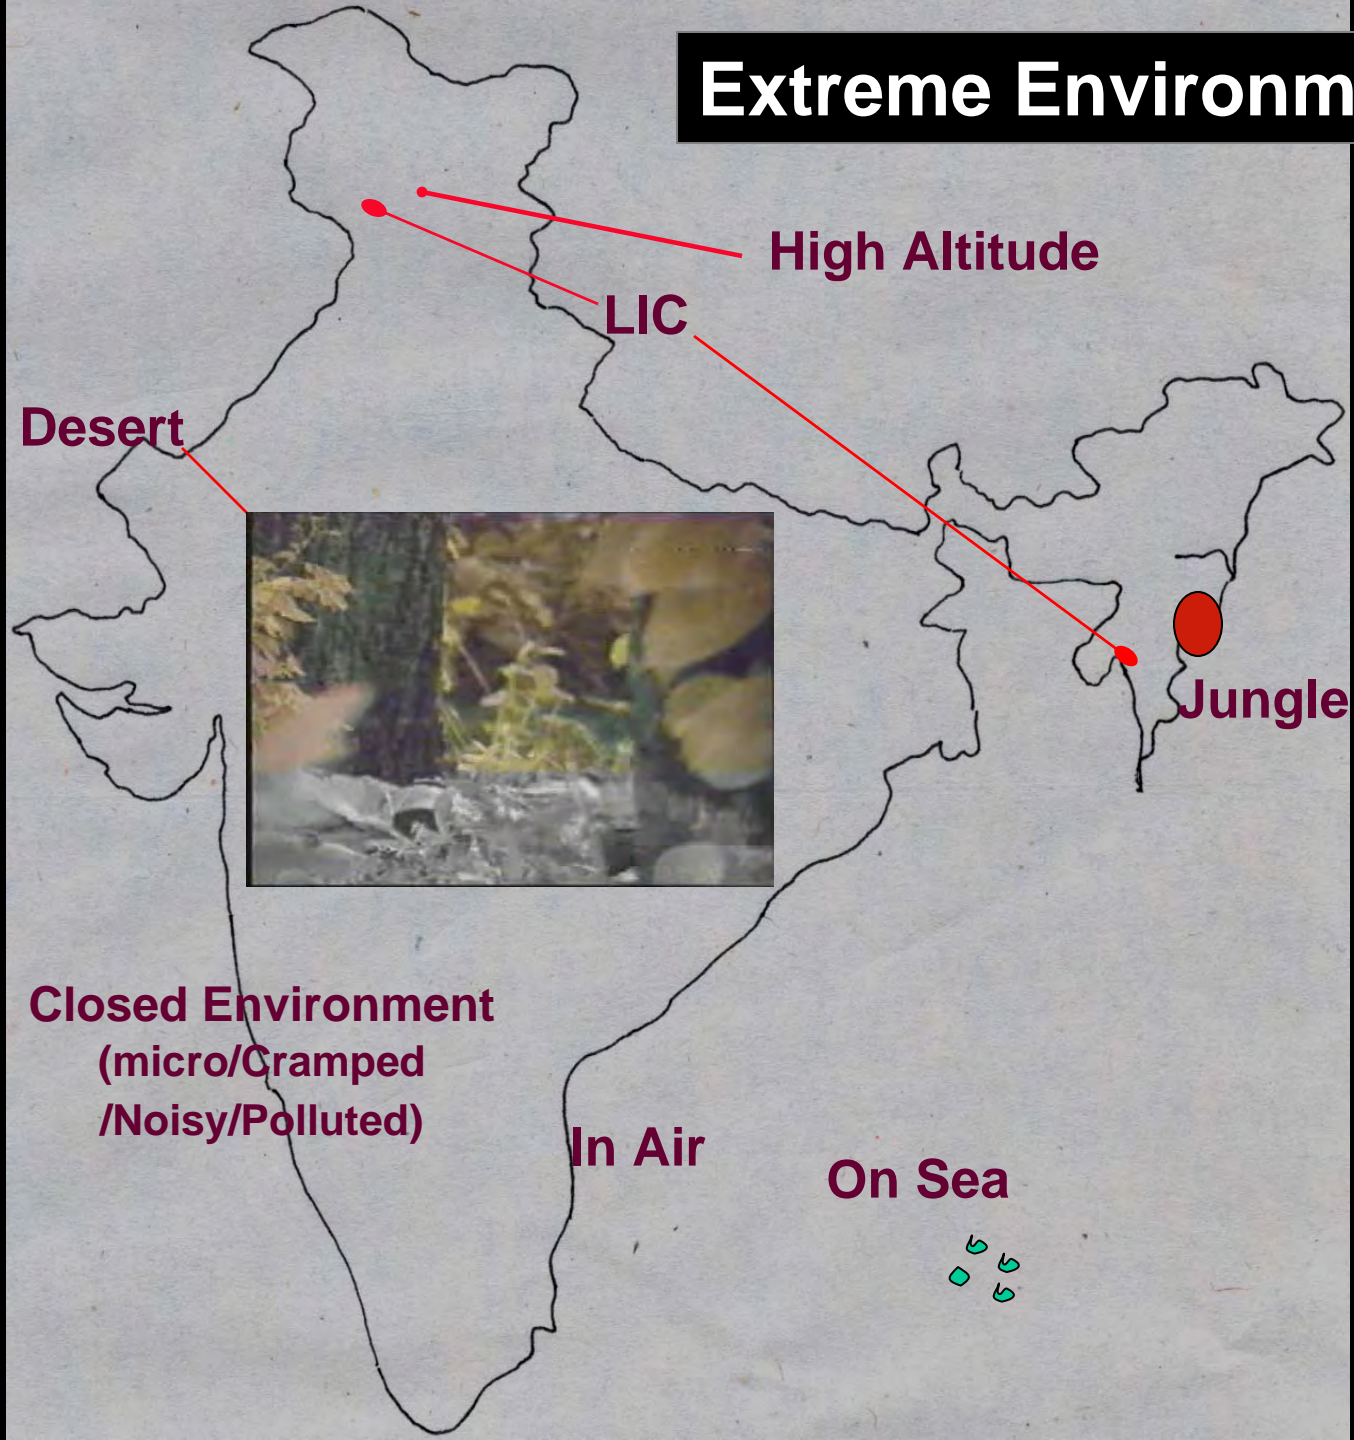 Extreme Environm
High Altitude
LIC
Desert
Jungle
Closed Environment
(micro/Cramped
/Noisy/Polluted)
In Air
On Sea